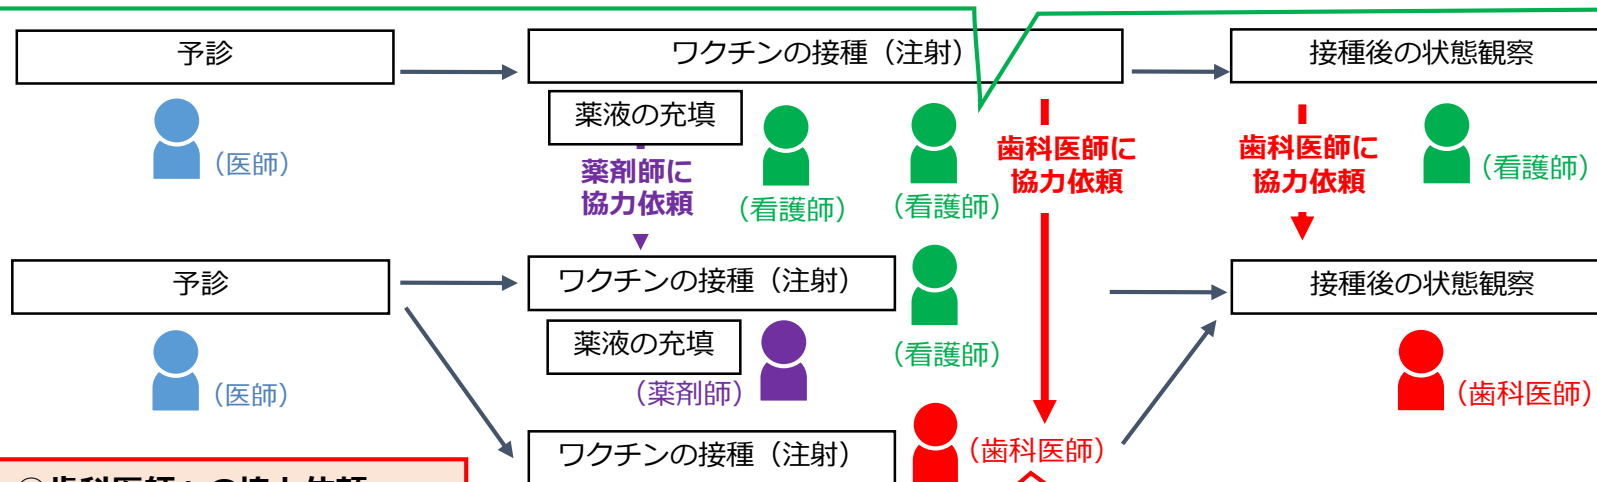 予診
ワクチンの接種（注射）
接種後の状態観察
薬液の充填
（医師）
薬剤師に
協力依頼
（看護師）
（看護師）
歯科医師に
協力依頼
歯科医師に
協力依頼
（看護師）
予診
ワクチンの接種（注射）
接種後の状態観察
薬液の充填
（医師）
（薬剤師）
（看護師）
（歯科医師）
ワクチンの接種（注射）
（歯科医師）